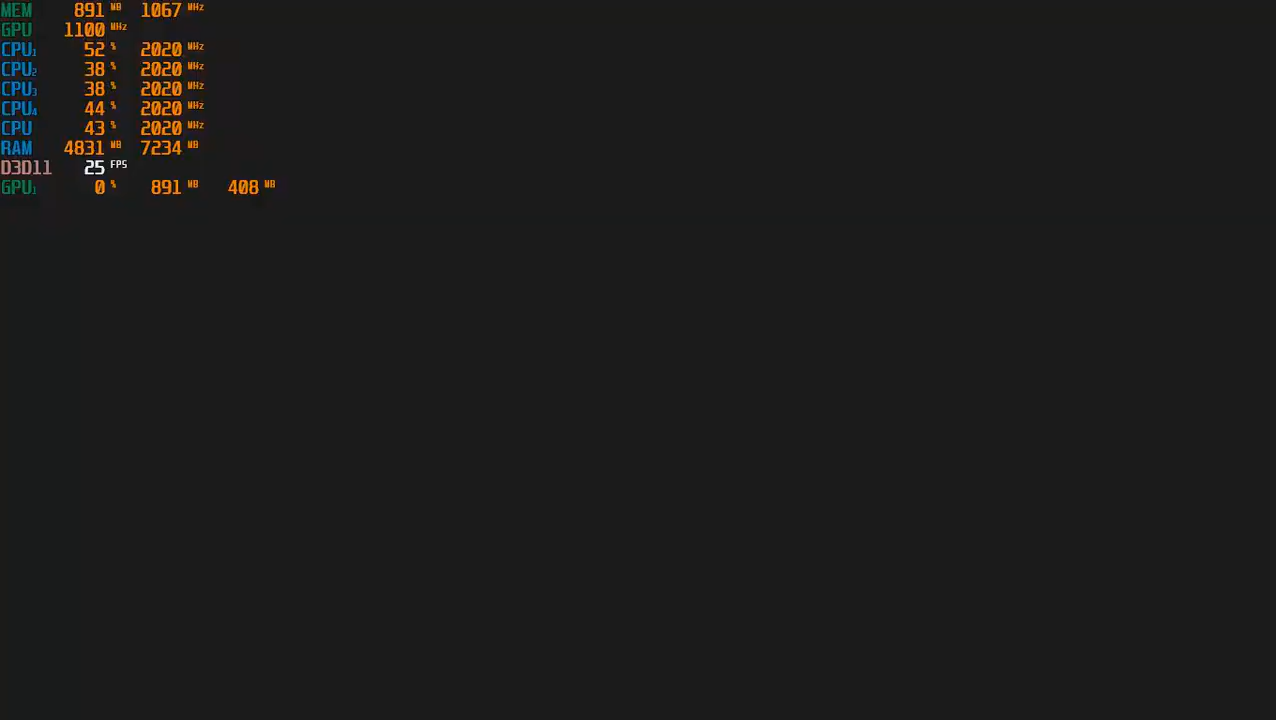 MEM 891 MB 1067 MHz
GPU 1100 MHz
CPU1 52 % 2020 MHz
CPU2 38 % 2020 MHz
CPU3 38 % 2020 MHz
CPU4 44 % 2020 MHz
CPU 43 % 2020 MHz
RAM 4831 MB 7234 MB
D3D11 25 FPS
GPU1 0 % 891 MB 408 MB